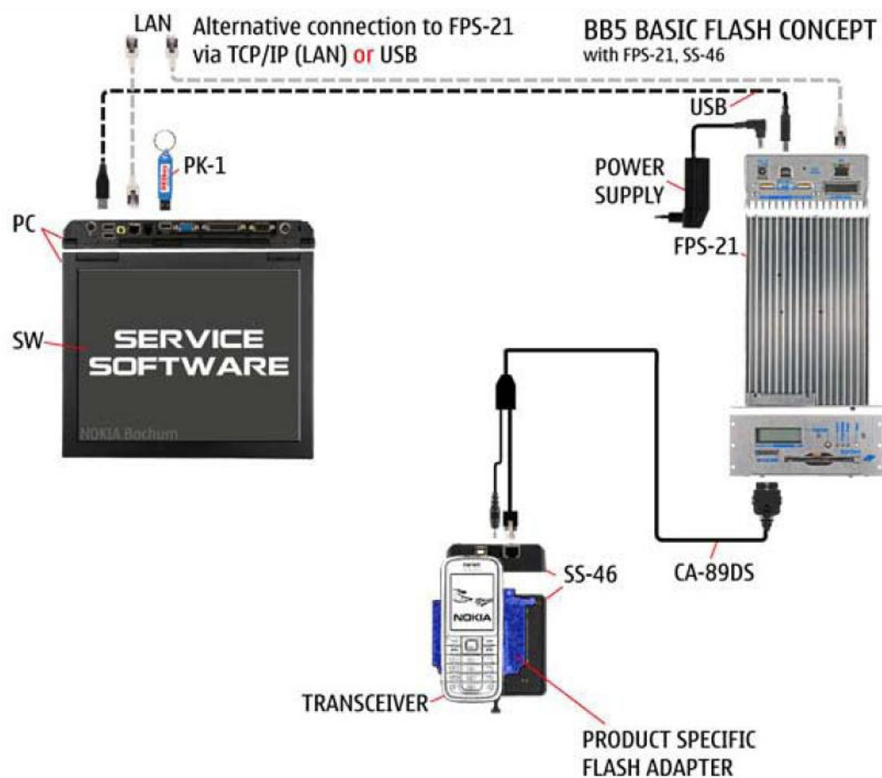 LAN
Alternative connection to FPS-21
via TCP/IP (LAN) or USB
BB5 BASIC FLASH CONCEPT
with FPS-21, SS-46
USB
PK-1
POWER
SUPPLY
PC
FPS-21
SW
SERVICE
SOFTWARE
NOKIA Bochum
SS-46
CA-89DS
NOKIA
TRANSCEIVER
PRODUCT SPECIFIC
FLASH ADAPTER